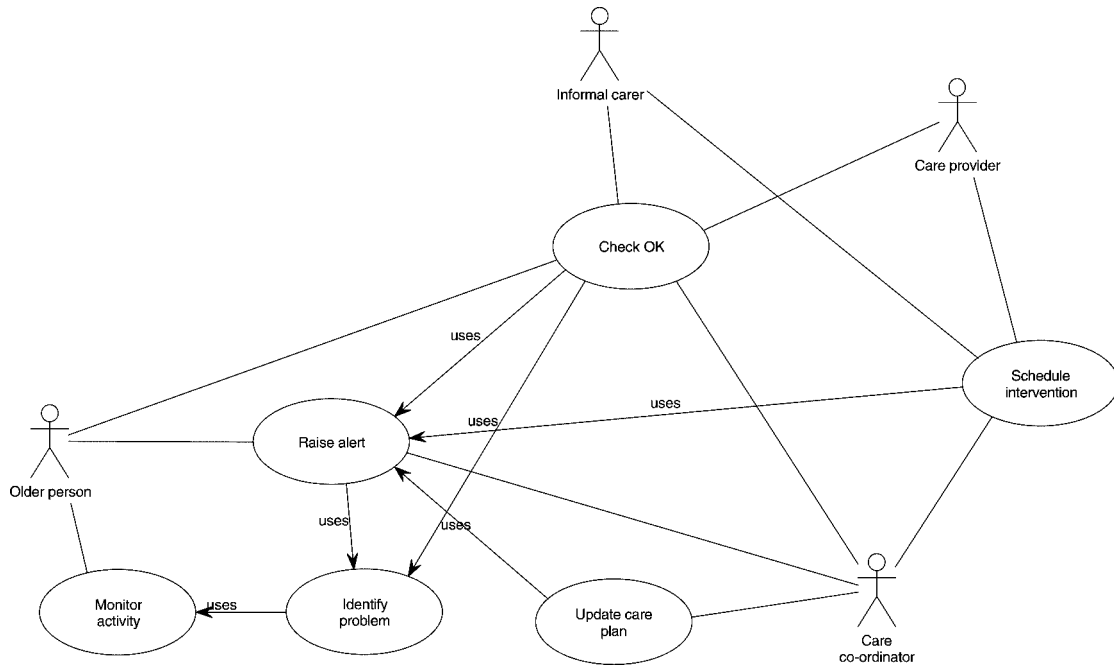 Informal carer
Care provider
Check OK
uses
Schedule
intervention
uses
uses
Raise alert
Older person
uses
uses
Monitor
activity
uses
Identify
problem
Update care
plan
Care
co-ordinator